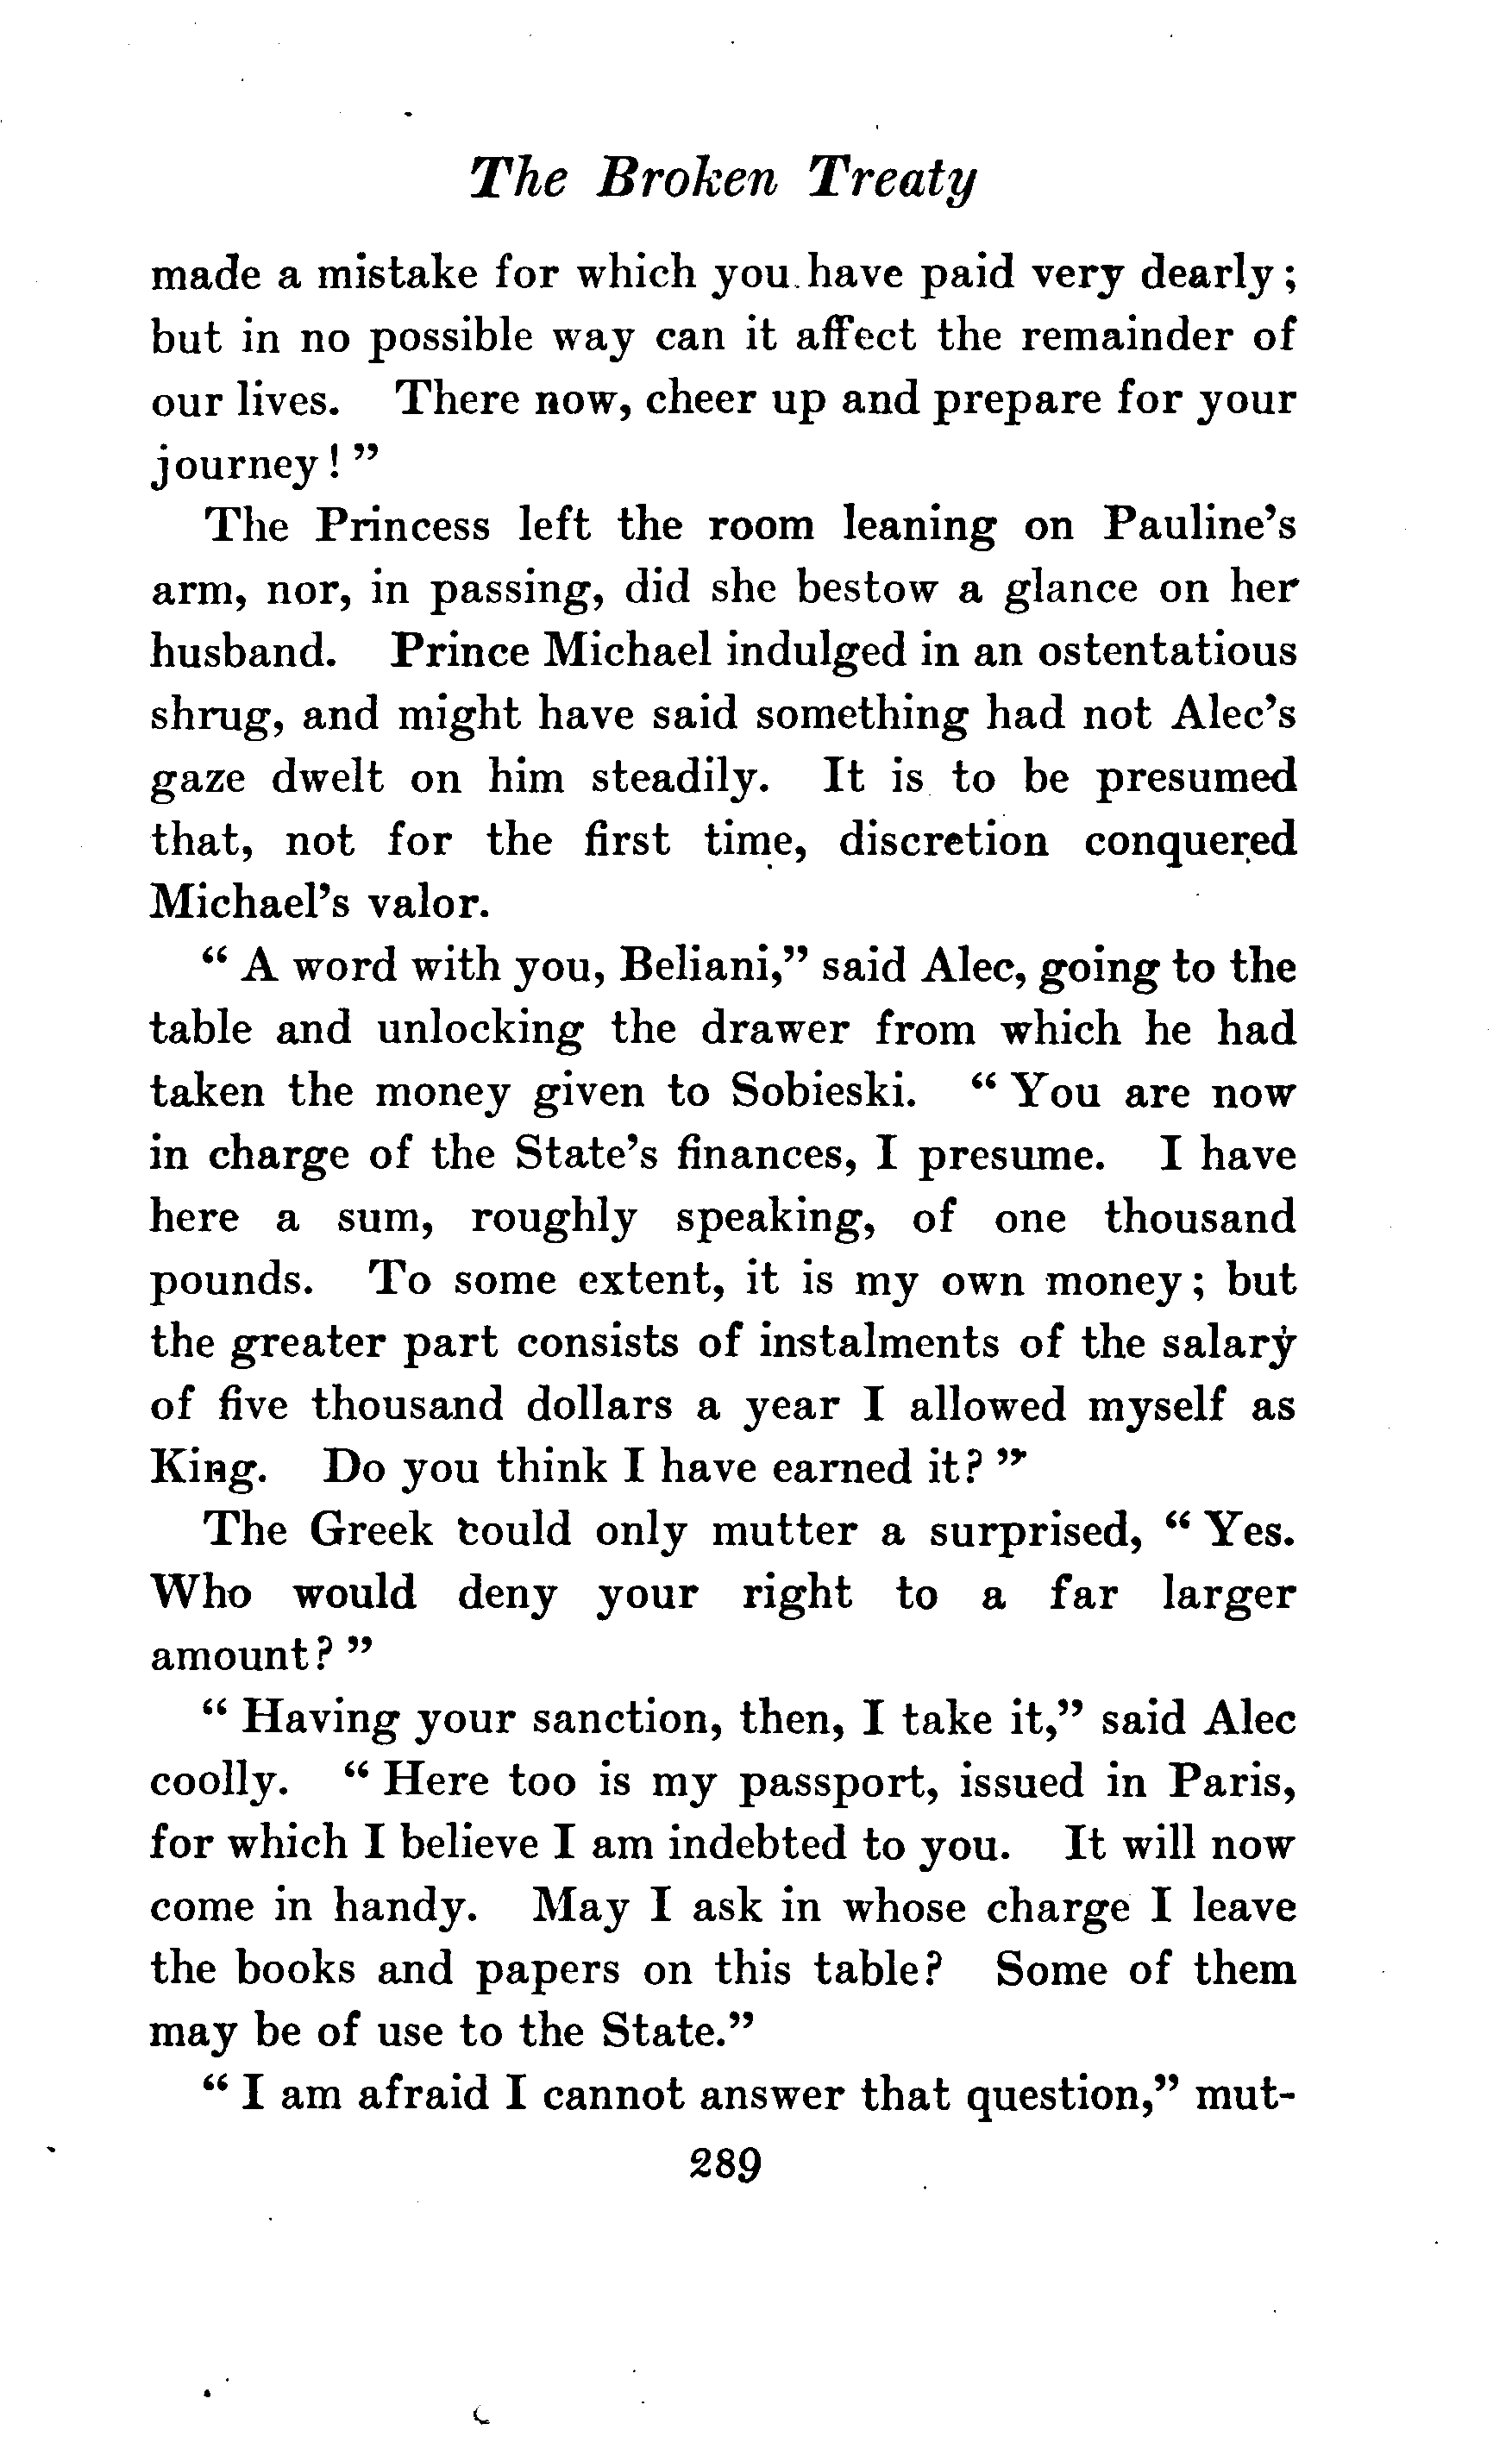 The Broken Treaty
made a mistake for which you have paid very dearly;
but in no possible way can it affect the remainder of
our lives. There now, cheer up and prepare for your
journey!"
The Princess left the room leaning on Pauline's
arm, nor, in passing, did she bestow a glance on her
husband. Prince Michael indulged in an ostentatious
shrug, and might have said something had not Alec's
gaze dwelt on him steadily. It is to be presumed
that, not for the first time, discretion conquered
Michael's valor.
"A word with you, Beliani," said Alec, going to the
table and unlocking the drawer from which he had
taken the money given to Sobieski. "You are now
in charge of the State's finances, I presume. I have
here a sum, roughly speaking, of one thousand
pounds. To some extent, it is my own money; but
the greater part consists of instalments of the salary
of five thousand dollars a year I allowed myself as
King. Do you think I have earned it?"
The Greek could only mutter a surprised, "Yes.
Who would deny your right to a far larger
amount?"
"Having your sanction, then, I take it," said Alec
coolly. "Here too is my passport, issued in Paris,
for which I believe I am indebted to you. It will now
come in handy. May I ask in whose charge I leave
the books and papers on this table? Some of them
may be of use to the State."
"I am afraid I cannot answer that question," mut-
289